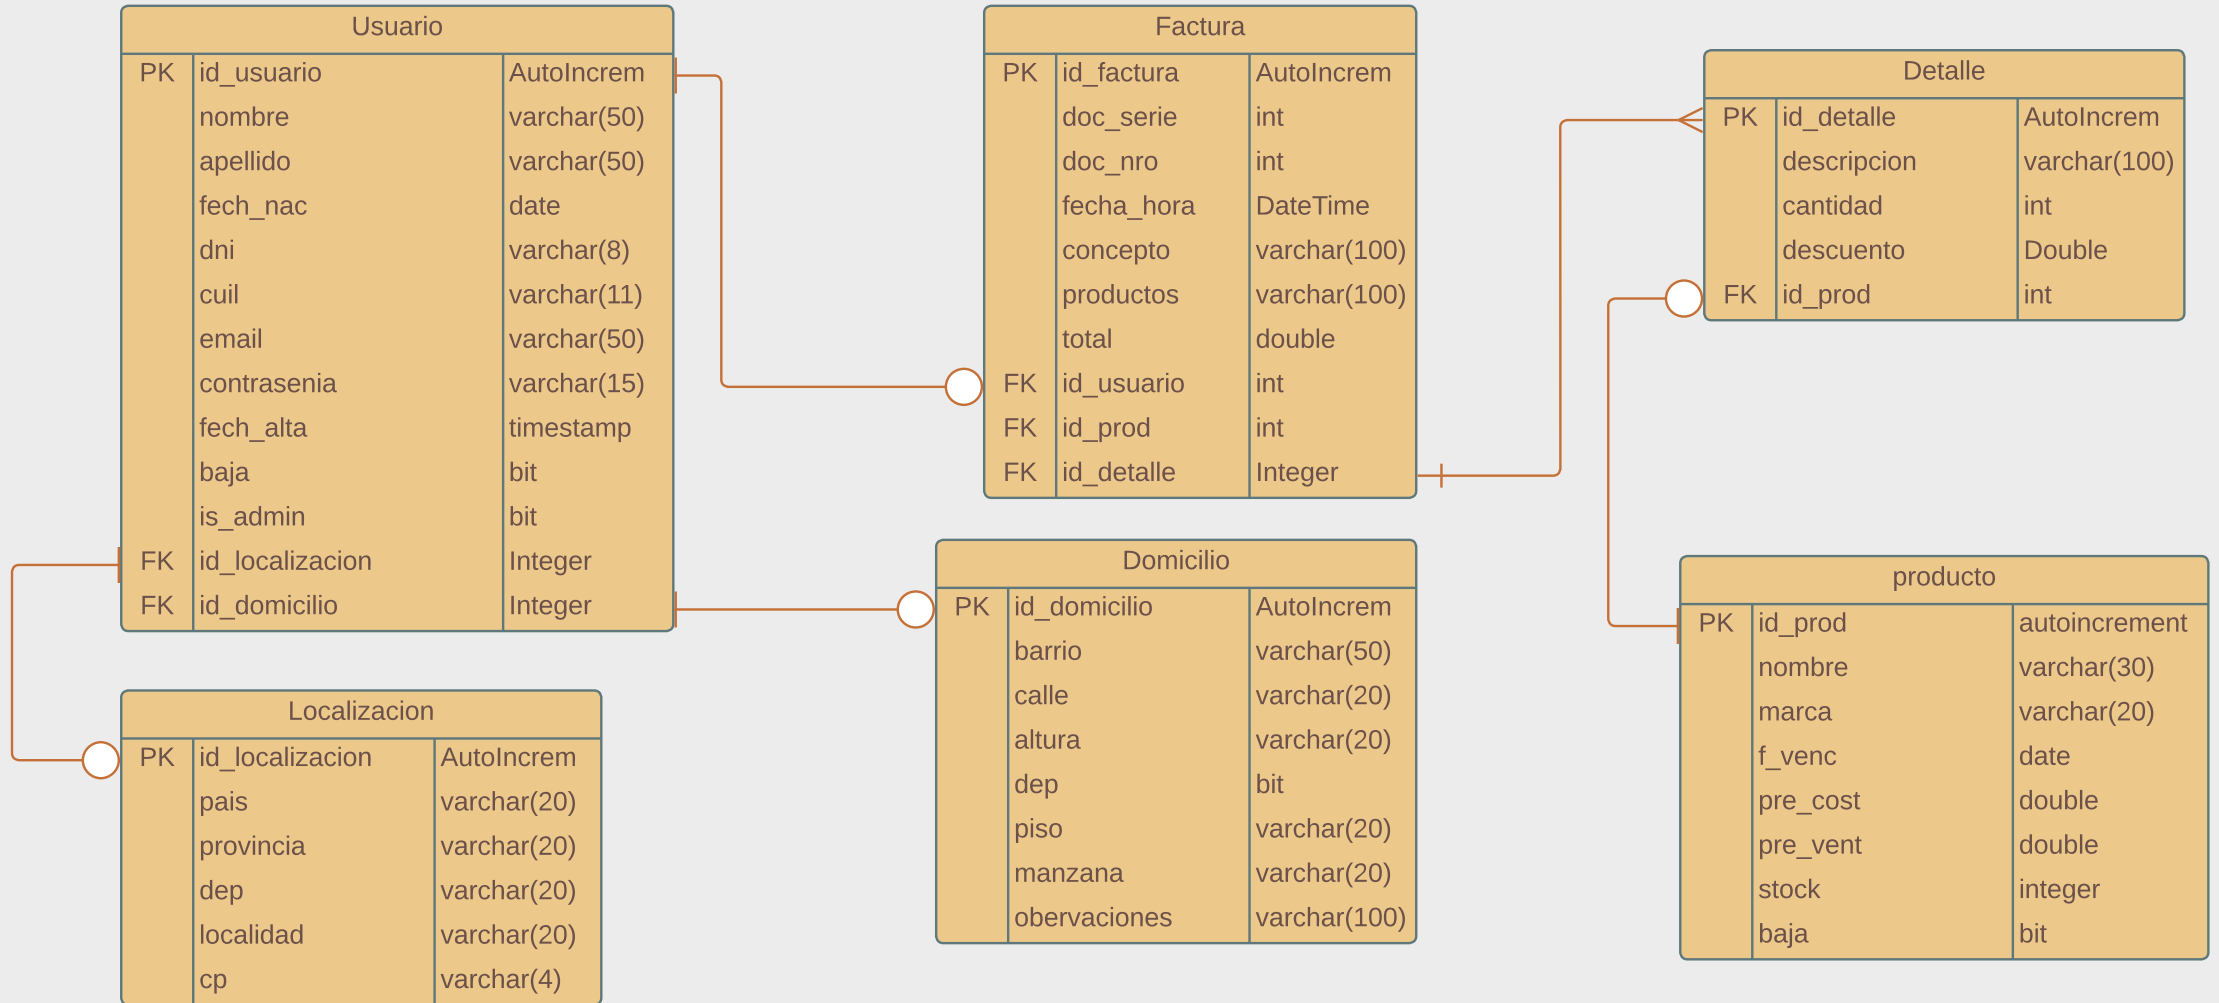 Usuario
PK id_usuario AutoIncrem
nombre varchar(50)
apellido varchar(50)
fech_nac date
dni varchar(8)
cuil varchar(11)
email varchar(50)
contrasenia varchar(15)
fech_alta timestamp
baja bit
is_admin bit
FK id_localizacion Integer
FK id_domicilio Integer
Factura
PK id_factura AutoIncrem
doc_serie int
doc_nro int
fecha_hora DateTime
concepto varchar(100)
productos varchar(100)
total double
FK id_usuario int
FK id_prod int
FK id_detalle Integer
Detalle
PK id_detalle AutoIncrem
descripcion varchar(100)
cantidad int
descuento Double
FK id_prod int
Localizacion
PK id_localizacion AutoIncrem
pais varchar(20)
provincia varchar(20)
dep varchar(20)
localidad varchar(20)
cp varchar(4)
Domicilio
PK id_domicilio AutoIncrem
barrio varchar(50)
calle varchar(20)
altura varchar(20)
dep bit
piso varchar(20)
manzana varchar(20)
obervaciones varchar(100)
producto
PK id_prod autoincrement
nombre varchar(30)
marca varchar(20)
f_venc date
pre_cost double
pre_vent double
stock integer
baja bit